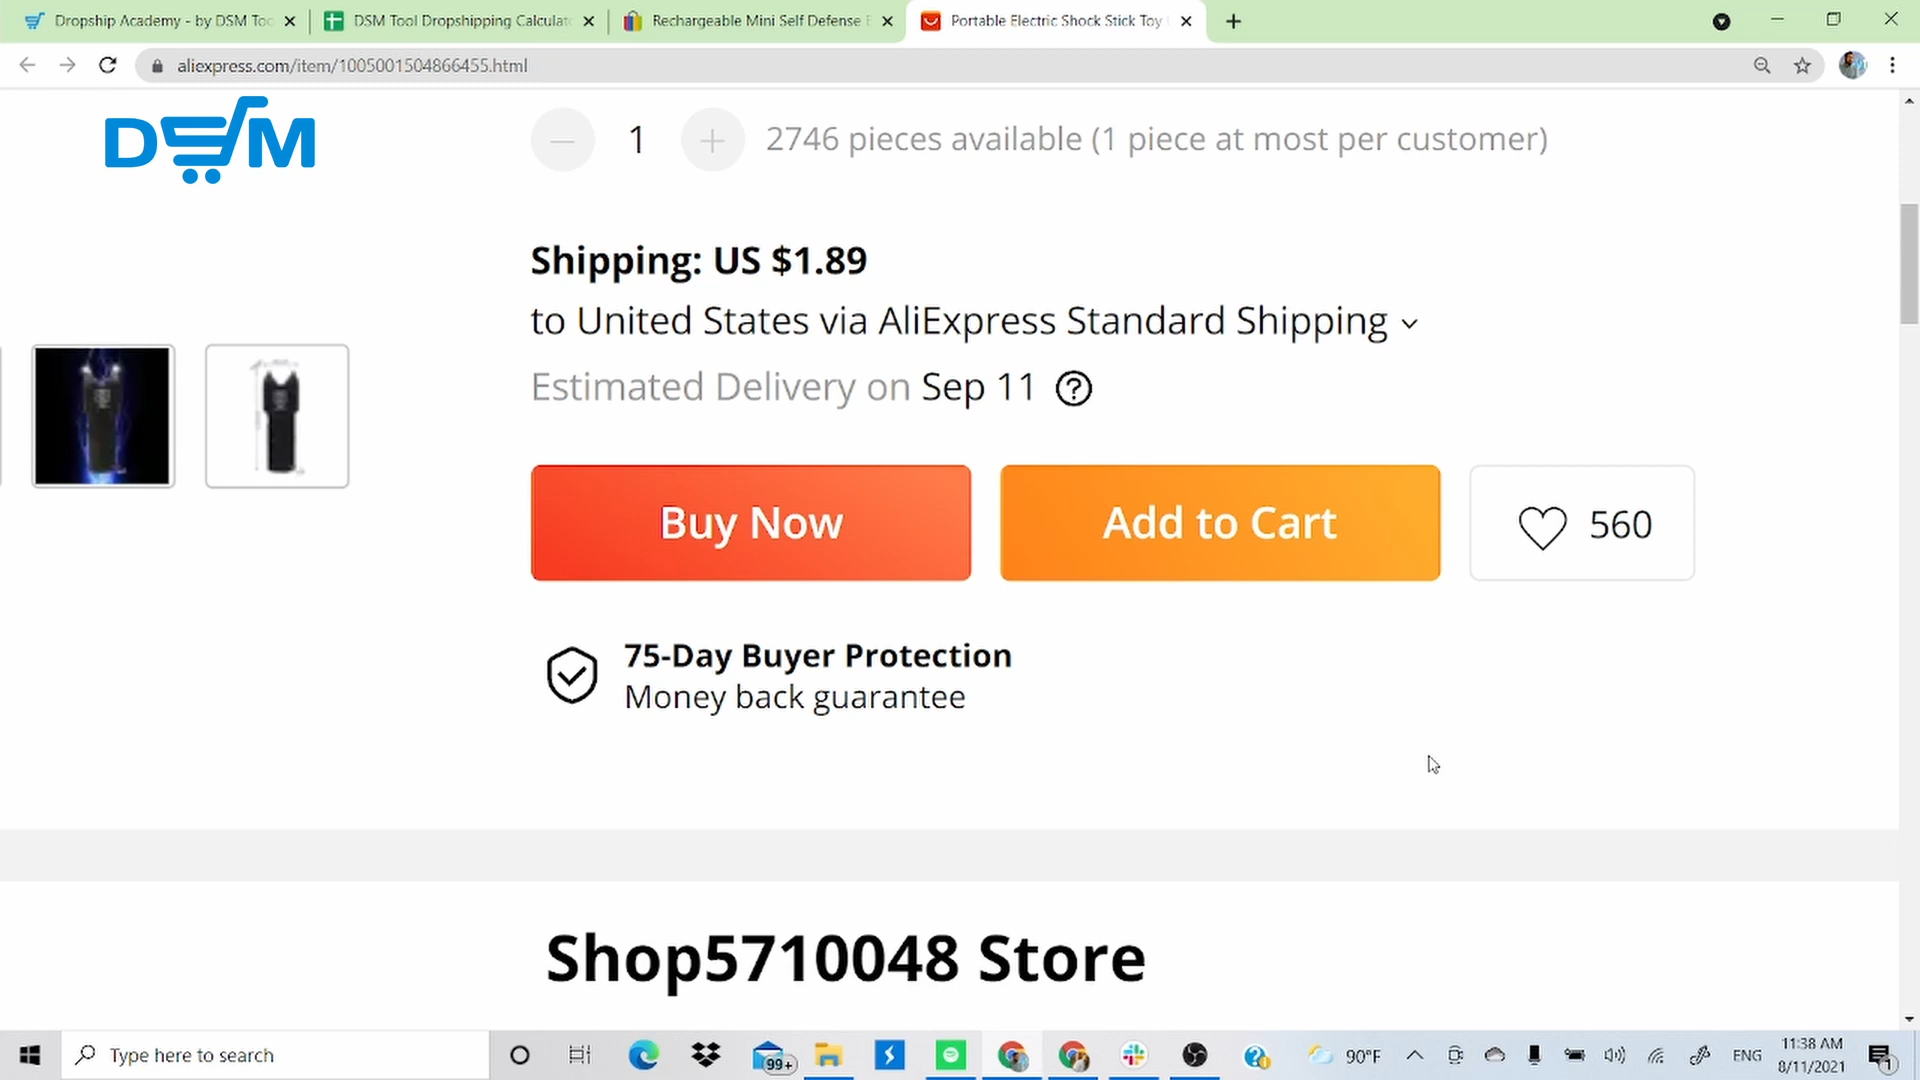 Dropship Academy - by DSM Too
DSM Tool Dropshipping Calculat
Rechargeable Mini Self Defense E
Portable Electric Shock Stick Toy
aliexpress.com/item/1005001504866455.html
DSM
1
2746 pieces available (1 piece at most per customer)
Shipping: US $1.89
to United States via AliExpress Standard Shipping
Estimated Delivery on Sep 11
Buy Now
Add to Cart
560
75-Day Buyer Protection
Money back guarantee
Shop5710048 Store
Type here to search
99+
90°F
ENG
11:38 AM
8/11/2021
1